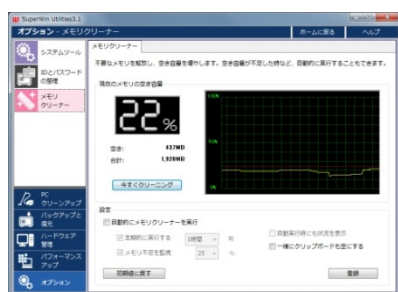 SuperWin Utilities3.1
オプション - メモリクリーナー
ホームに戻る
ヘルプ
システムツール
IDとパスワード
の管理
メモリ
クリーナー
PC
クリーンアップ
バックアップと
復元
ハードウェア
管理
パフォーマンス
アップ
オプション
メモリクリーナー
不要なメモリを解放し、空き容量を増やします。空き容量が不足した時など、自動的に実行することもできます。
現在のメモリの空き容量
22%
空き: 437MB
合計: 1,920MB
今すぐクリーニング
100%
50%
0%
設定
自動的にメモリクリーナーを実行
定期的に実行する 1時間 毎
メモリ不足を監視 25 %
自動実行時にも状況を表示
一緒にクリップボードも空にする
初期値に戻す
登録